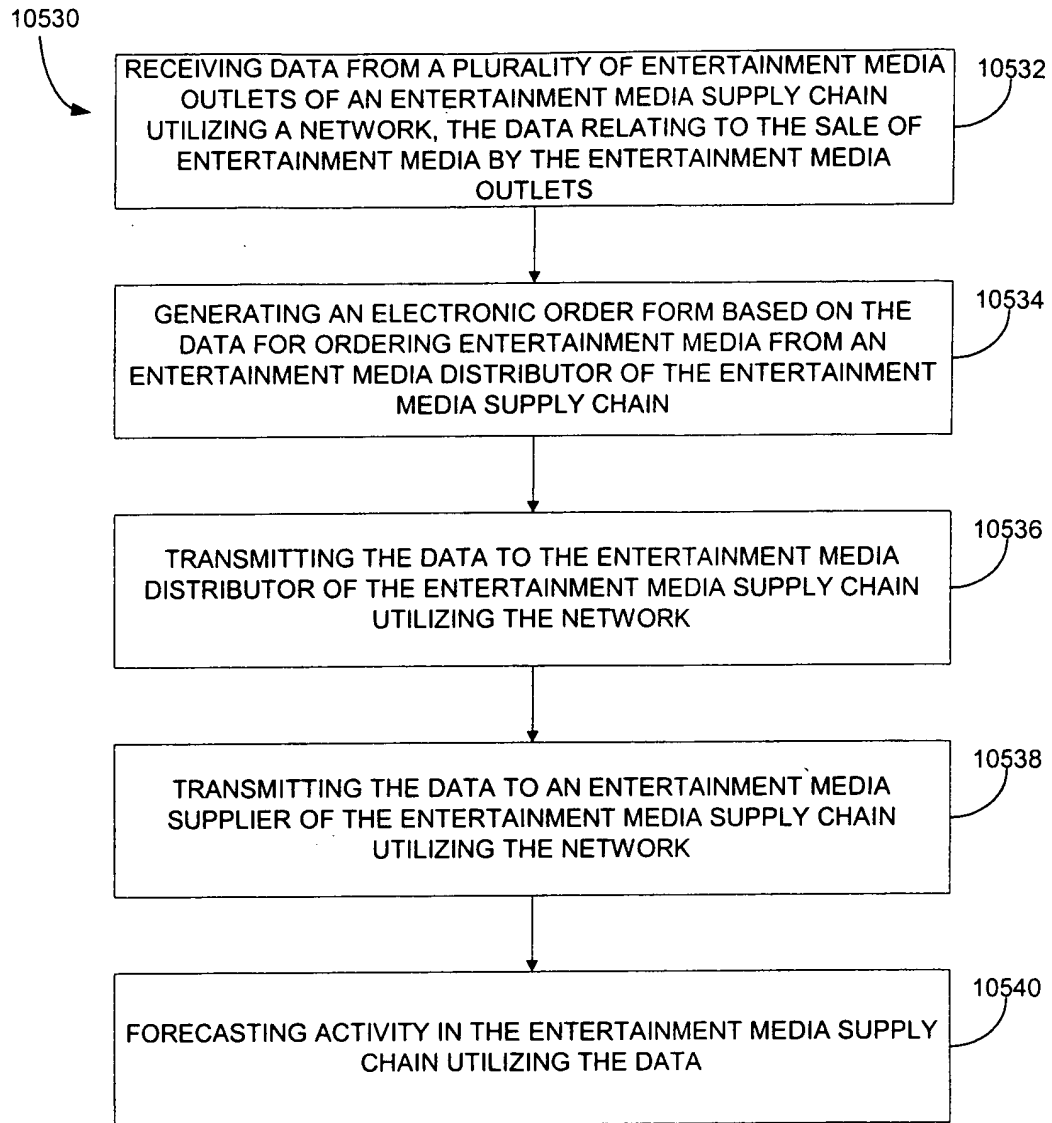 10530
RECEIVING DATA FROM A PLURALITY OF ENTERTAINMENT MEDIA
OUTLETS OF AN ENTERTAINMENT MEDIA SUPPLY CHAIN
UTILIZING A NETWORK, THE DATA RELATING TO THE SALE OF
ENTERTAINMENT MEDIA BY THE ENTERTAINMENT MEDIA
OUTLETS
10532
GENERATING AN ELECTRONIC ORDER FORM BASED ON THE
DATA FOR ORDERING ENTERTAINMENT MEDIA FROM AN
ENTERTAINMENT MEDIA DISTRIBUTOR OF THE ENTERTAINMENT
MEDIA SUPPLY CHAIN
10534
TRANSMITTING THE DATA TO THE ENTERTAINMENT MEDIA
DISTRIBUTOR OF THE ENTERTAINMENT MEDIA SUPPLY CHAIN
UTILIZING THE NETWORK
10536
TRANSMITTING THE DATA TO AN ENTERTAINMENT MEDIA
SUPPLIER OF THE ENTERTAINMENT MEDIA SUPPLY CHAIN
UTILIZING THE NETWORK
10538
FORECASTING ACTIVITY IN THE ENTERTAINMENT MEDIA SUPPLY
CHAIN UTILIZING THE DATA
10540